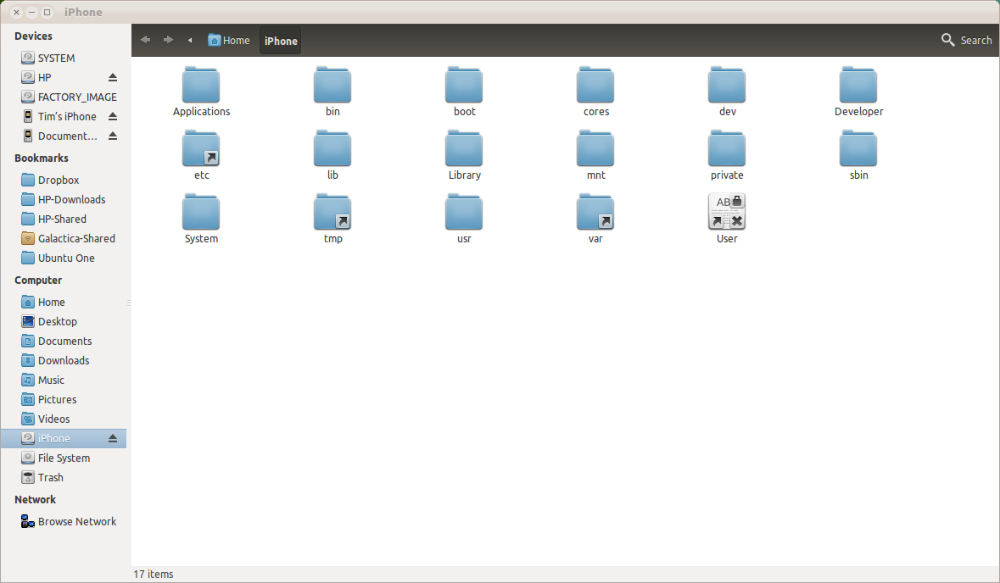 iPhone
Devices
SYSTEM
HP
FACTORY_IMAGE
Tim's iPhone
Document...
Bookmarks
Dropbox
HP-Downloads
HP-Shared
Galactica-Shared
Ubuntu One
Computer
Home
Desktop
Documents
Downloads
Music
Pictures
Videos
iPhone
File System
Trash
Network
Browse Network
Home iPhone Search
Applications bin boot cores dev Developer
etc lib Library mnt private sbin
System tmp usr var User
17 items